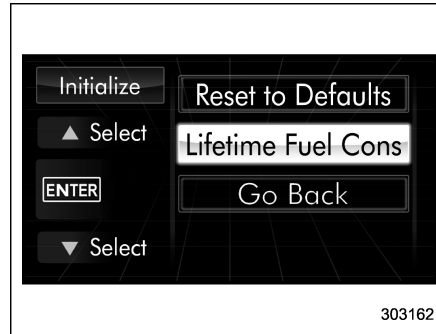 Initialize
▲ Select
ENTER
▼ Select
Reset to Defaults
Lifetime Fuel Cons
Go Back
303162